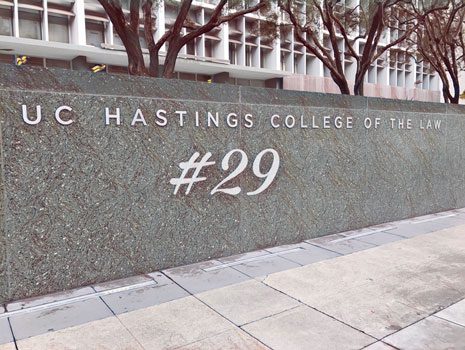 UC HASTINGS COLLEGE OF THE LAW
#29